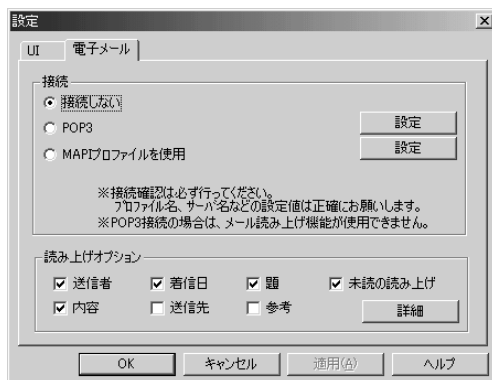 設定
UI 電子メール
接続
接続しない
POP3 設定
MAPIプロファイルを使用 設定
※接続確認は必ず行ってください。
プロファイル名、サーバ名などの設定値は正確にお願いします。
※POP3接続の場合は、メール読み上げ機能が使用できません。
読み上げオプション
送信者 着信日 題 未読の読み上げ
内容 送信先 参考 詳細
OK キャンセル 適用(A) ヘルプ